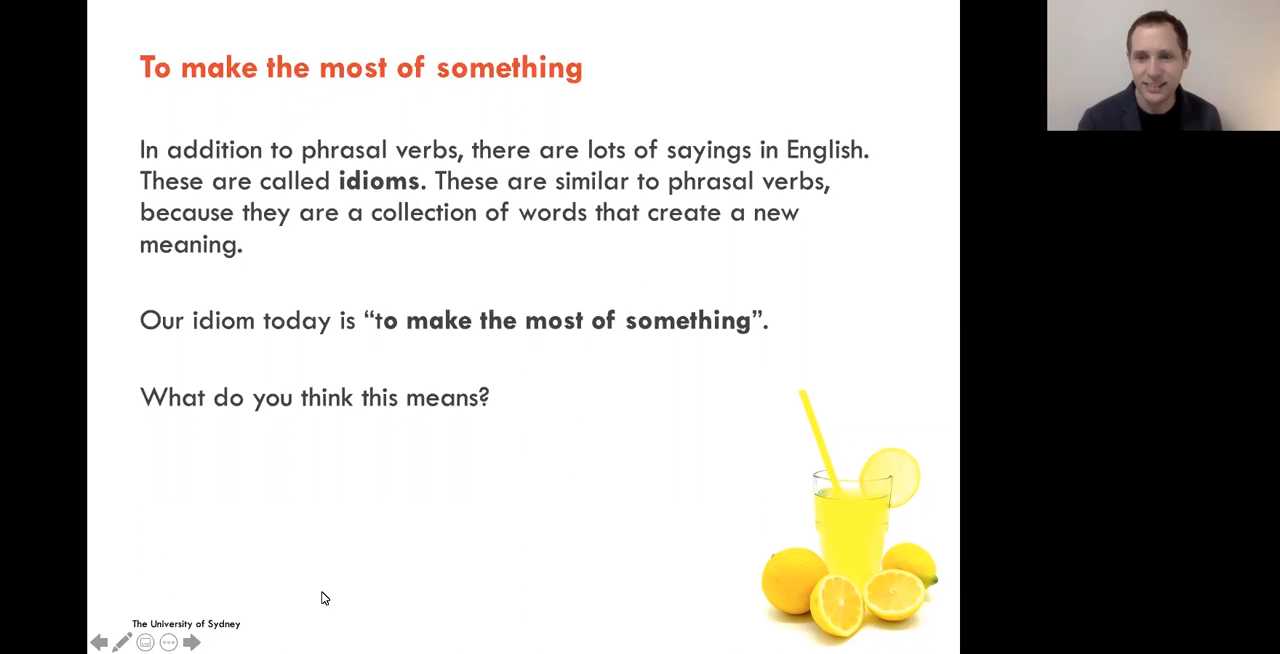 To make the most of something
In addition to phrasal verbs, there are lots of sayings in English.
These are called idioms. These are similar to phrasal verbs,
because they are a collection of words that create a new
meaning.
Our idiom today is “to make the most of something”.
What do you think this means?
The University of Sydney